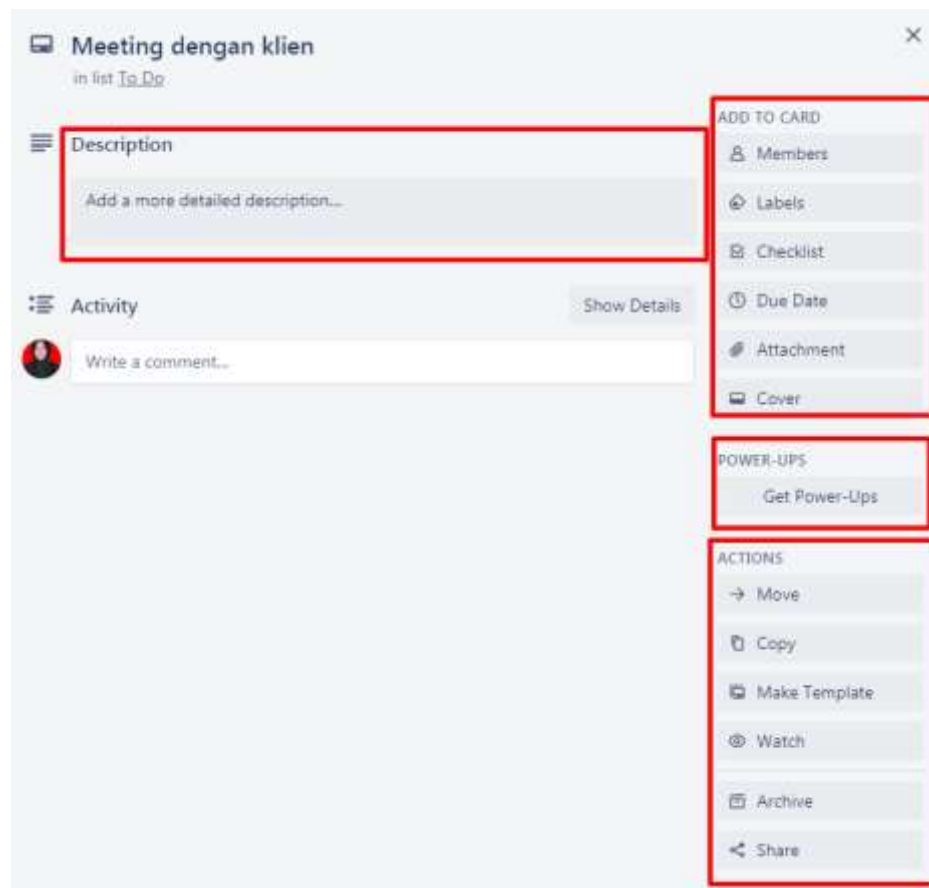 Meeting dengan klien
in list To Do
Description
Add a more detailed description...
Activity
Show Details
Write a comment...
ADD TO CARD
Members
Labels
Checklist
Due Date
Attachment
Cover
POWER-UPS
Get Power-Ups
ACTIONS
Move
Copy
Make Template
Watch
Archive
Share